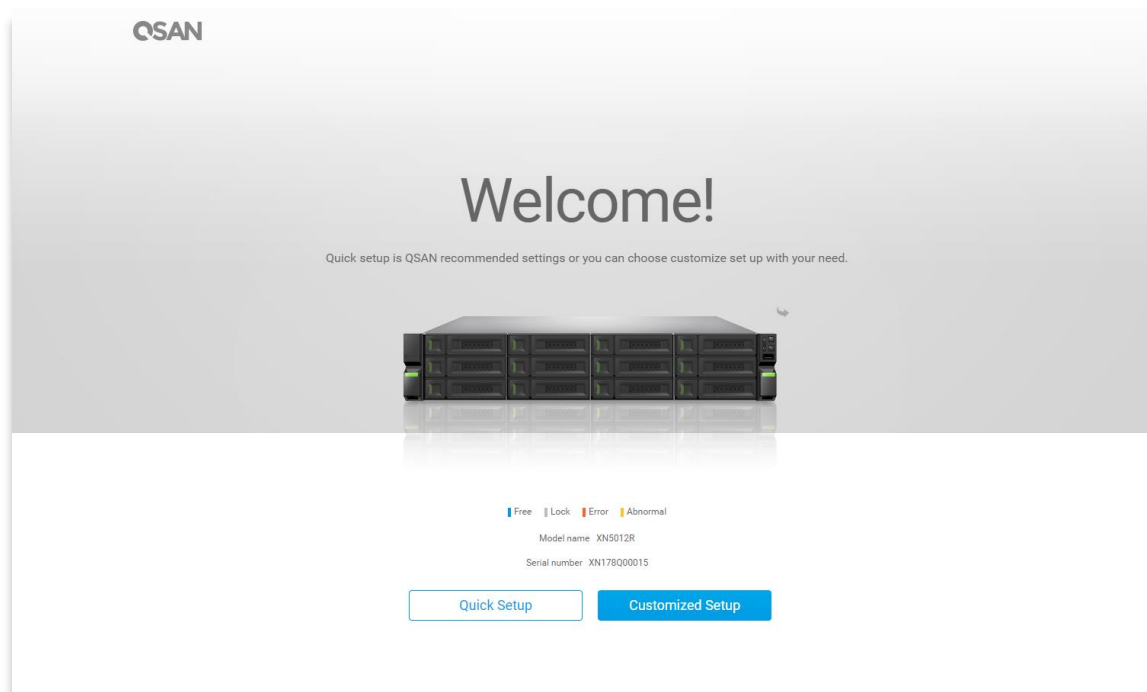 QSAN
Welcome!
Quick setup is QSAN recommended settings or you can choose customize set up with your need.
Free Lock Error Abnormal
Model name XN5012R
Serial number XN178Q00015
Quick Setup Customized Setup